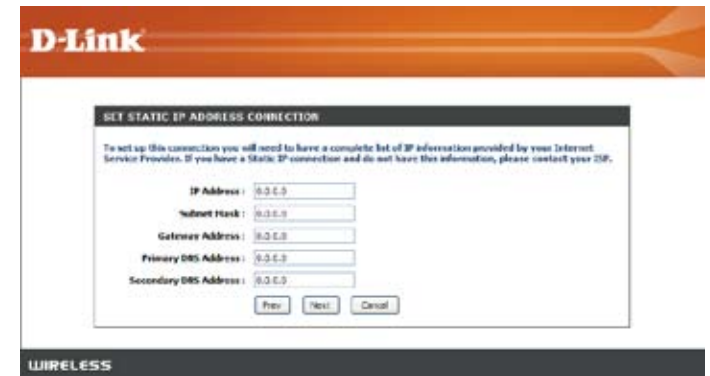 D-Link
SET STATIC IP ADDRESS CONNECTION
To set up this connection you will need to have a complete list of IP information provided by your Internet
Service Provider. If you have a Static IP connection and do not have this information, please contact your ISP.
IP Address : 0.0.0.0
Subnet Mask : 0.0.0.0
Gateway Address : 0.0.0.0
Primary DNS Address : 0.0.0.0
Secondary DNS Address : 0.0.0.0
Prev Next Cancel
WIRELESS